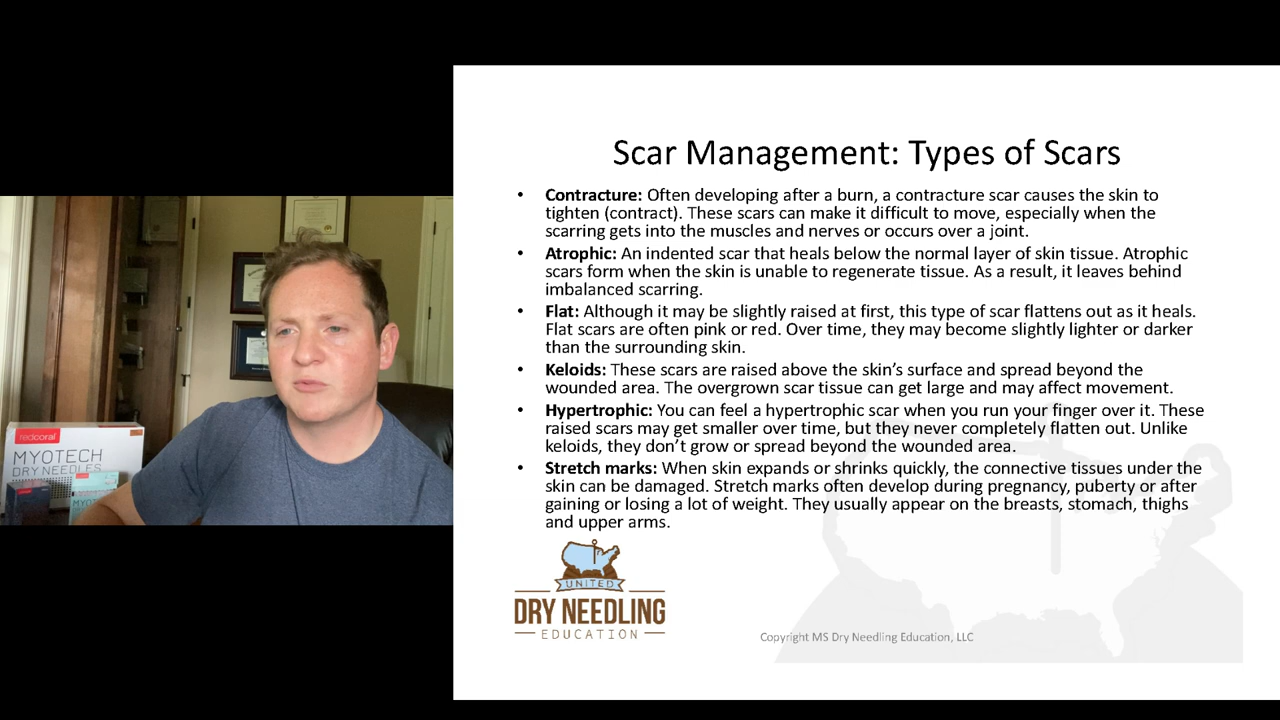 Scar Management: Types of Scars
• Contracture: Often developing after a burn, a contracture scar causes the skin to
tighten (contract). These scars can make it difficult to move, especially when the
scarring gets into the muscles and nerves or occurs over a joint.
• Atrophic: An indented scar that heals below the normal layer of skin tissue. Atrophic
scars form when the skin is unable to regenerate tissue. As a result, it leaves behind
imbalanced scarring.
• Flat: Although it may be slightly raised at first, this type of scar flattens out as it heals.
Flat scars are often pink or red. Over time, they may become slightly lighter or darker
than the surrounding skin.
• Keloids: These scars are raised above the skin’s surface and spread beyond the
wounded area. The overgrown scar tissue can get large and may affect movement.
• Hypertrophic: You can feel a hypertrophic scar when you run your finger over it. These
raised scars may get smaller over time, but they never completely flatten out. Unlike
keloids, they don’t grow or spread beyond the wounded area.
• Stretch marks: When skin expands or shrinks quickly, the connective tissues under the
skin can be damaged. Stretch marks often develop during pregnancy, puberty or after
gaining or losing a lot of weight. They usually appear on the breasts, stomach, thighs
and upper arms.
UNITED
DRY NEEDLING
EDUCATION
Copyright MS Dry Needling Education, LLC
redcoral
MYOTECH
DRY NEEDLES